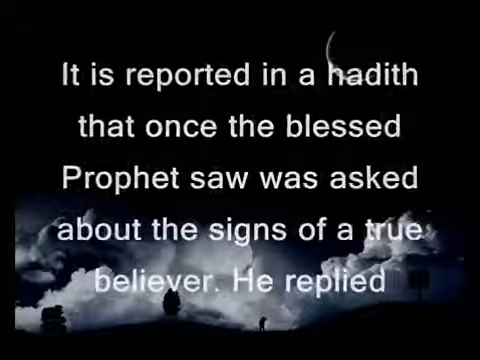 It is reported in a hadith
that once the blessed
Prophet saw was asked
about the signs of a true
believer. He replied